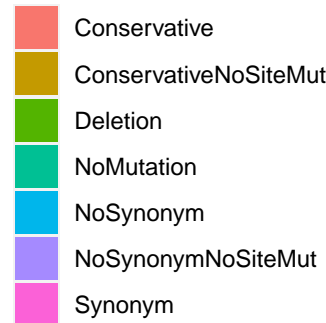 Conservative
ConservativeNoSiteMut
Deletion
NoMutation
NoSynonym
NoSynonymNoSiteMut
Synonym